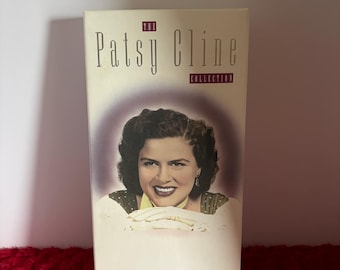 THE
Patsy Cline
COLLECTION